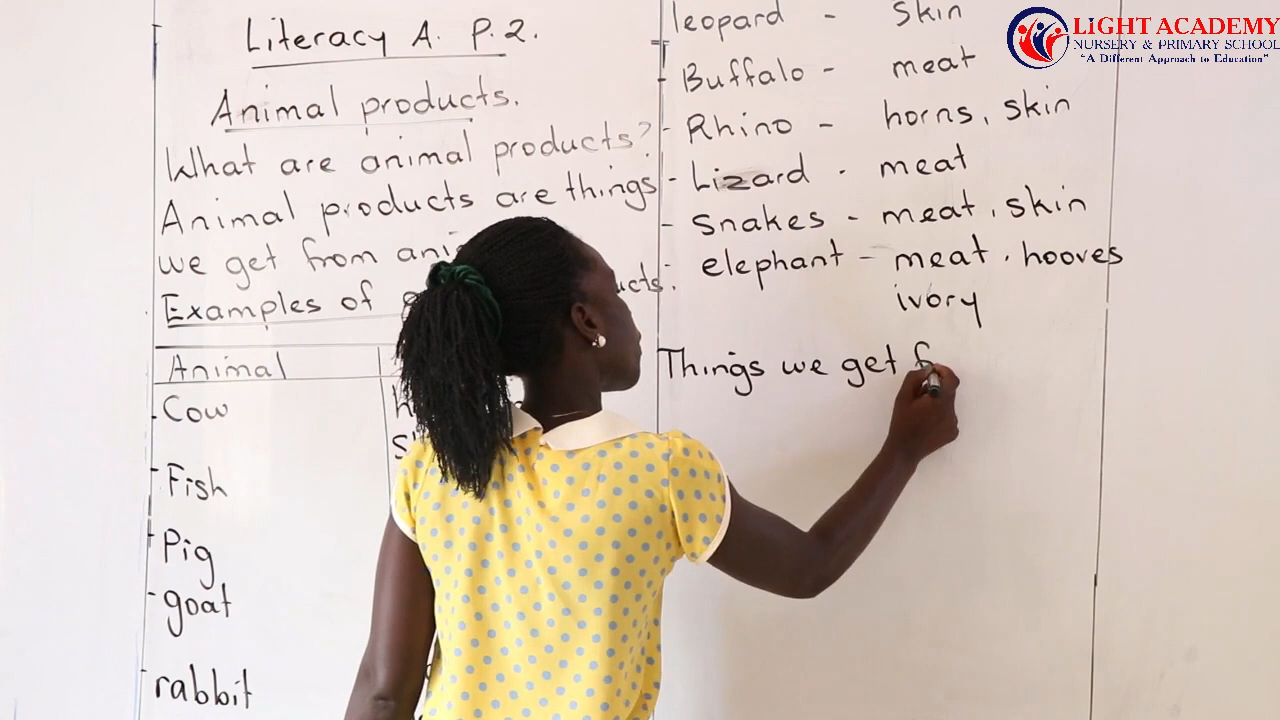 Literacy A. P.2.
Animal products.
What are animal products?
Animal products are things
we get from
Examples of
Animal
- Cow
- Fish
- Pig
- goat
- rabbit
leopard - skin
- Buffalo - meat
- Rhino - horns, skin
- Lizard - meat
- Snakes - meat, skin
- elephant - meat, hooves
ivory
Things we get f
LIGHT ACADEMY
NURSERY & PRIMARY SCHOOL
"A Different Approach to Education"